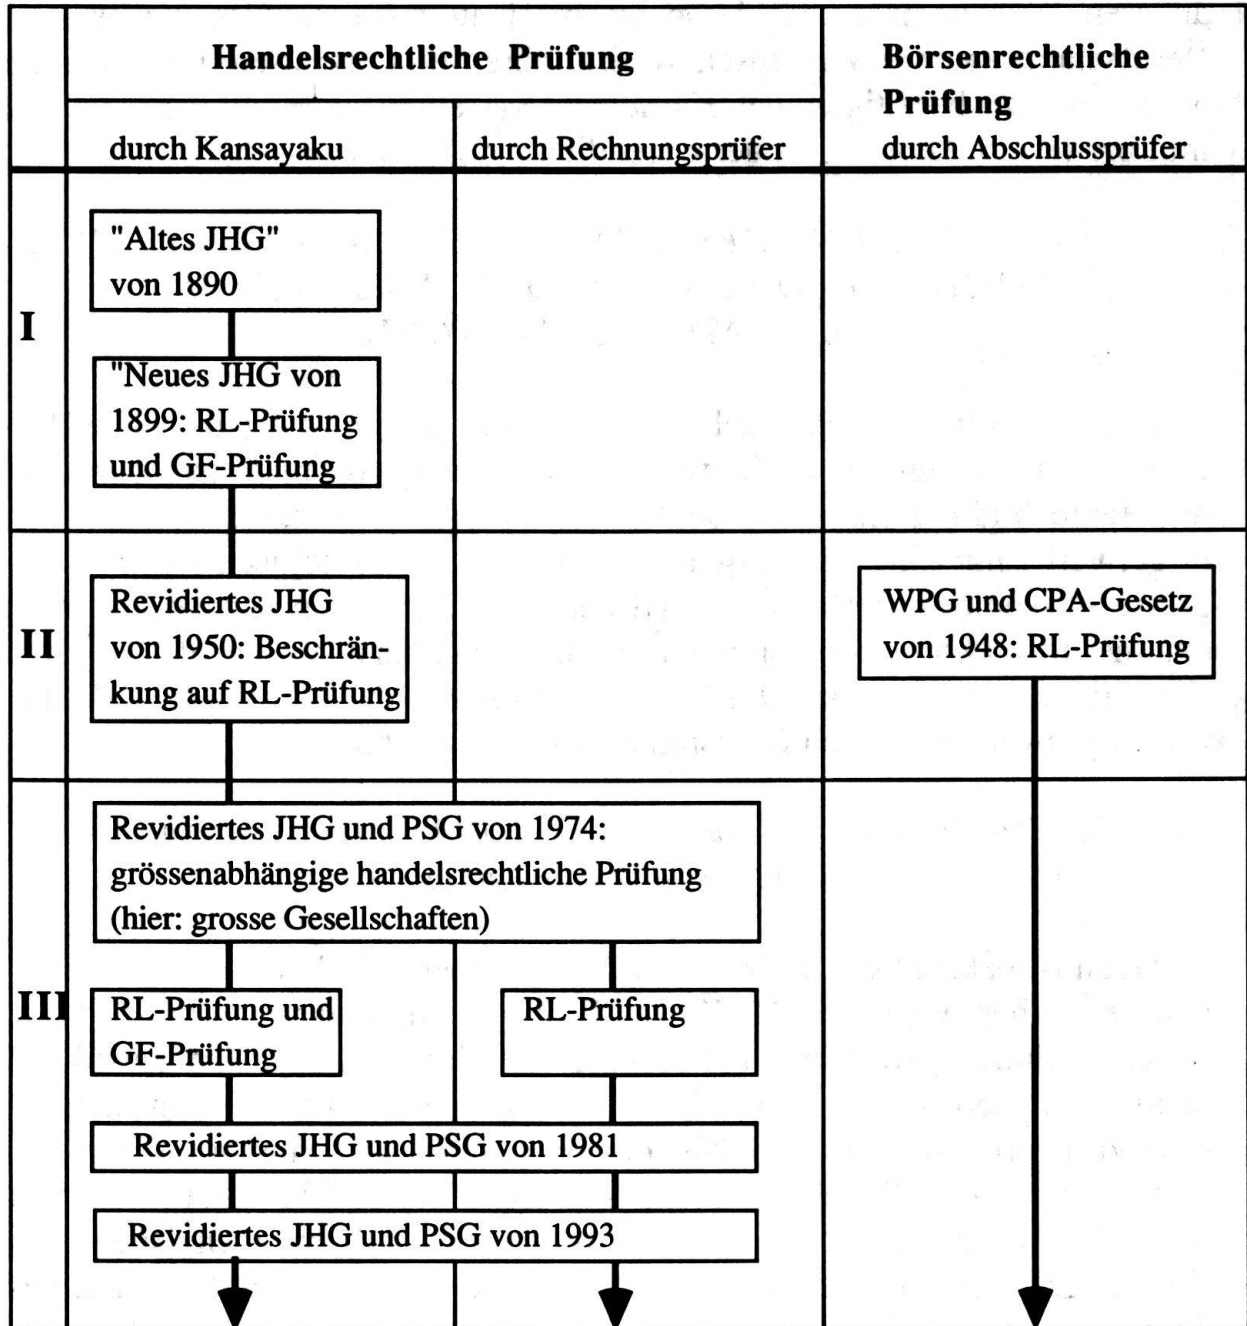 Handelsrechtliche Prüfung
Börsenrechtliche
Prüfung
durch Kansayaku
durch Rechnungsprüfer
durch Abschlussprüfer
I
"Altes JHG"
von 1890
"Neues JHG von
1899: RL-Prüfung
und GF-Prüfung
II
Revidiertes JHG
von 1950: Beschrän-
kung auf RL-Prüfung
WPG und CPA-Gesetz
von 1948: RL-Prüfung
III
Revidiertes JHG und PSG von 1974:
grössenabhängige handelsrechtliche Prüfung
(hier: grosse Gesellschaften)
RL-Prüfung und
GF-Prüfung
RL-Prüfung
Revidiertes JHG und PSG von 1981
Revidiertes JHG und PSG von 1993